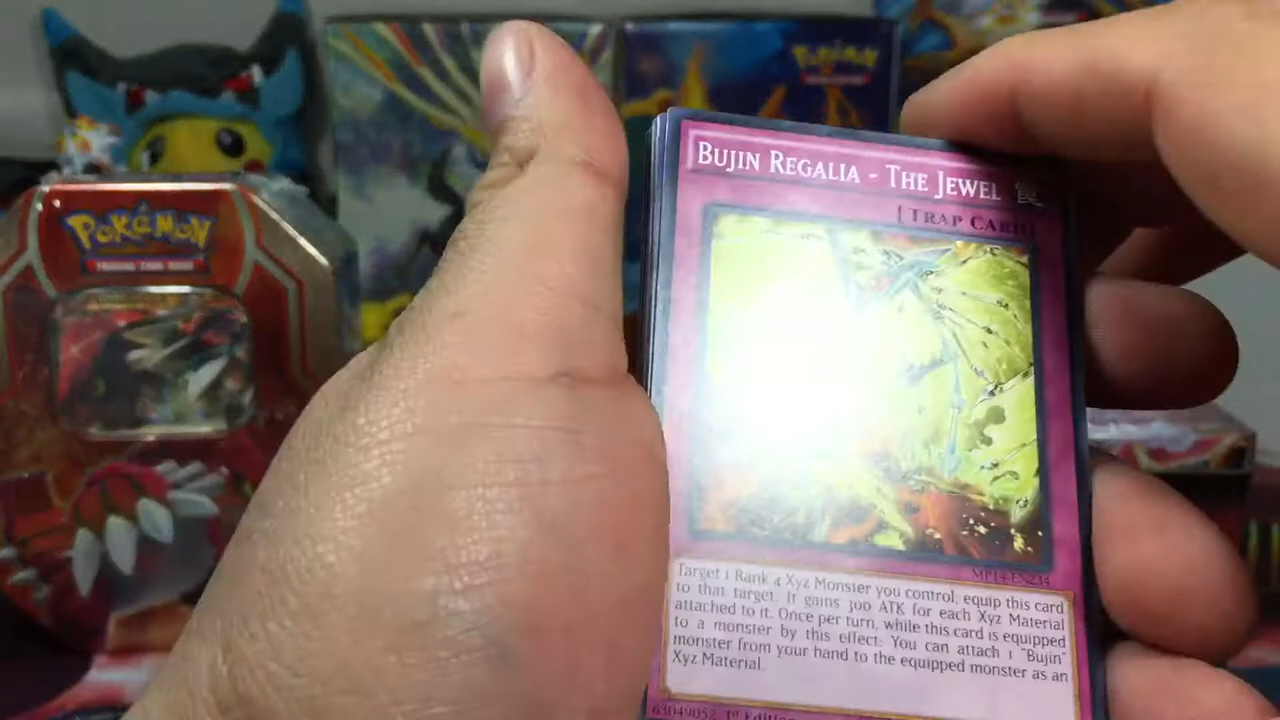 Pokémon
POKÉMON
TRADING CARD GAME
BUJIN REGALIA - THE JEWEL
[TRAP CARD]
MP14-EN234
Target 1 Rank 4 Xyz Monster you control, equip this card
to that target. It gains 300 ATK for each Xyz Material
attached to it. Once per turn, while this card is equipped
to a monster by this effect: You can attach 1 "Bujin"
monster from your hand to the equipped monster as an
Xyz Material.
63049052 1st Edition